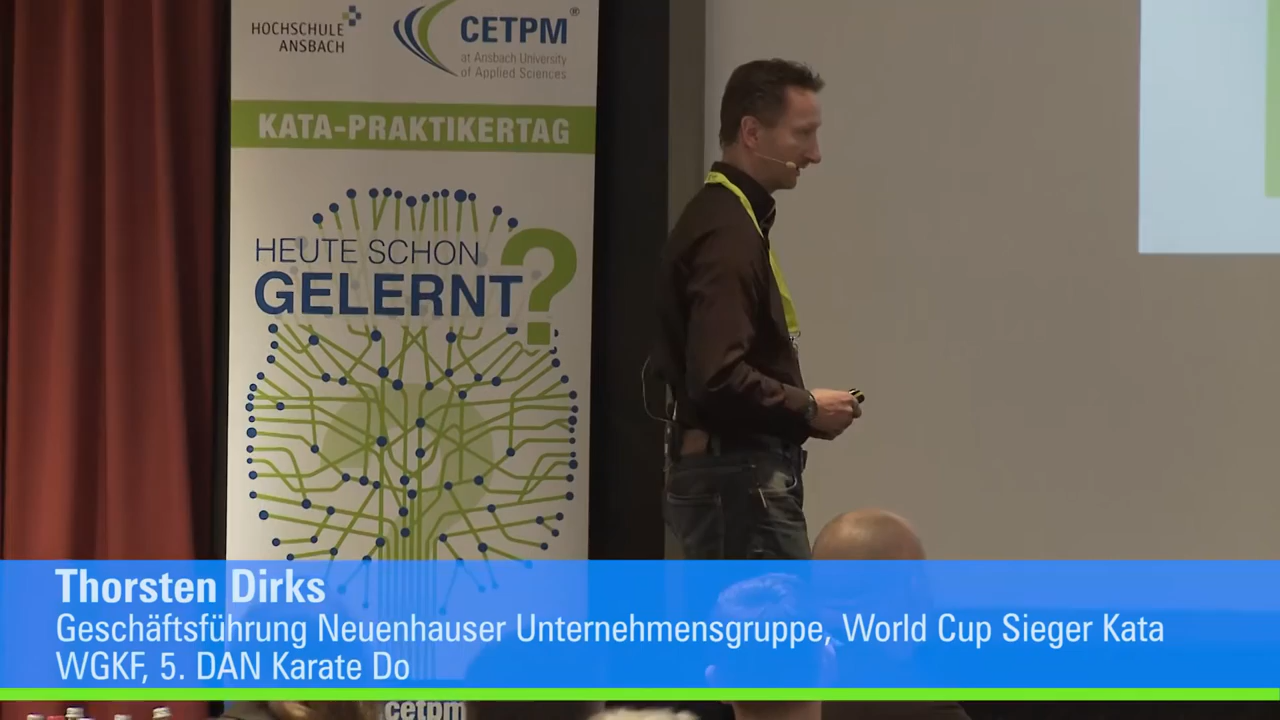 HOCHSCHULE
ANSBACH
CETPM®
at Ansbach University
of Applied Sciences
KATA-PRAKTIKERTAG
HEUTE SCHON
GELERNT?
Thorsten Dirks
Geschäftsführung Neuenhauser Unternehmensgruppe, World Cup Sieger Kata
WGKF, 5. DAN Karate Do
cetpm